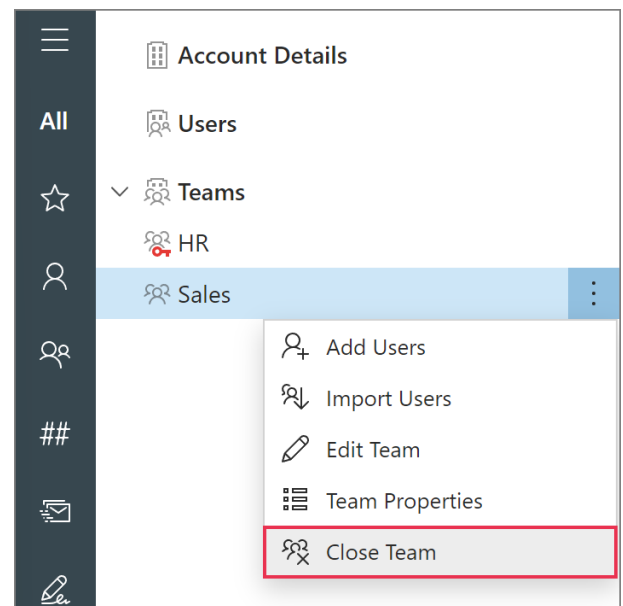 Account Details
All
Users
Teams
HR
Sales
Add Users
Import Users
##
Edit Team
Team Properties
Close Team